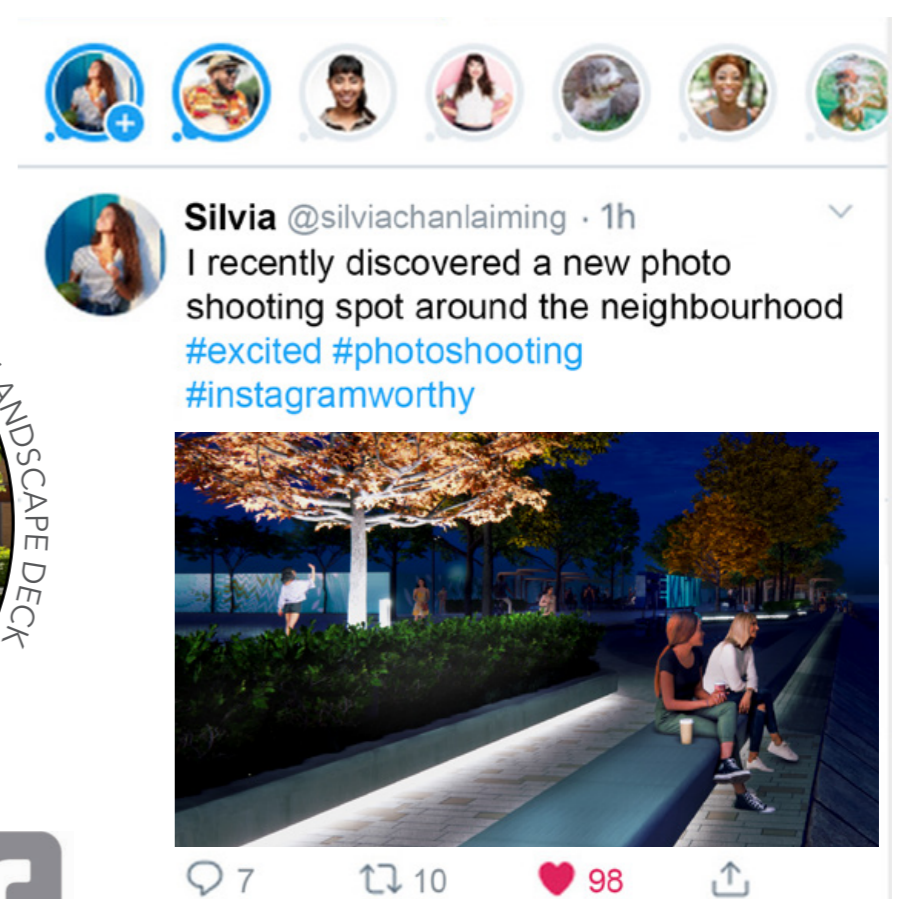 Silvia @silviachanlaiming · 1h
I recently discovered a new photo
shooting spot around the neighbourhood
#excited #photoshooting
#instagramworthy
LANDSCAPE DECK
7 10 98